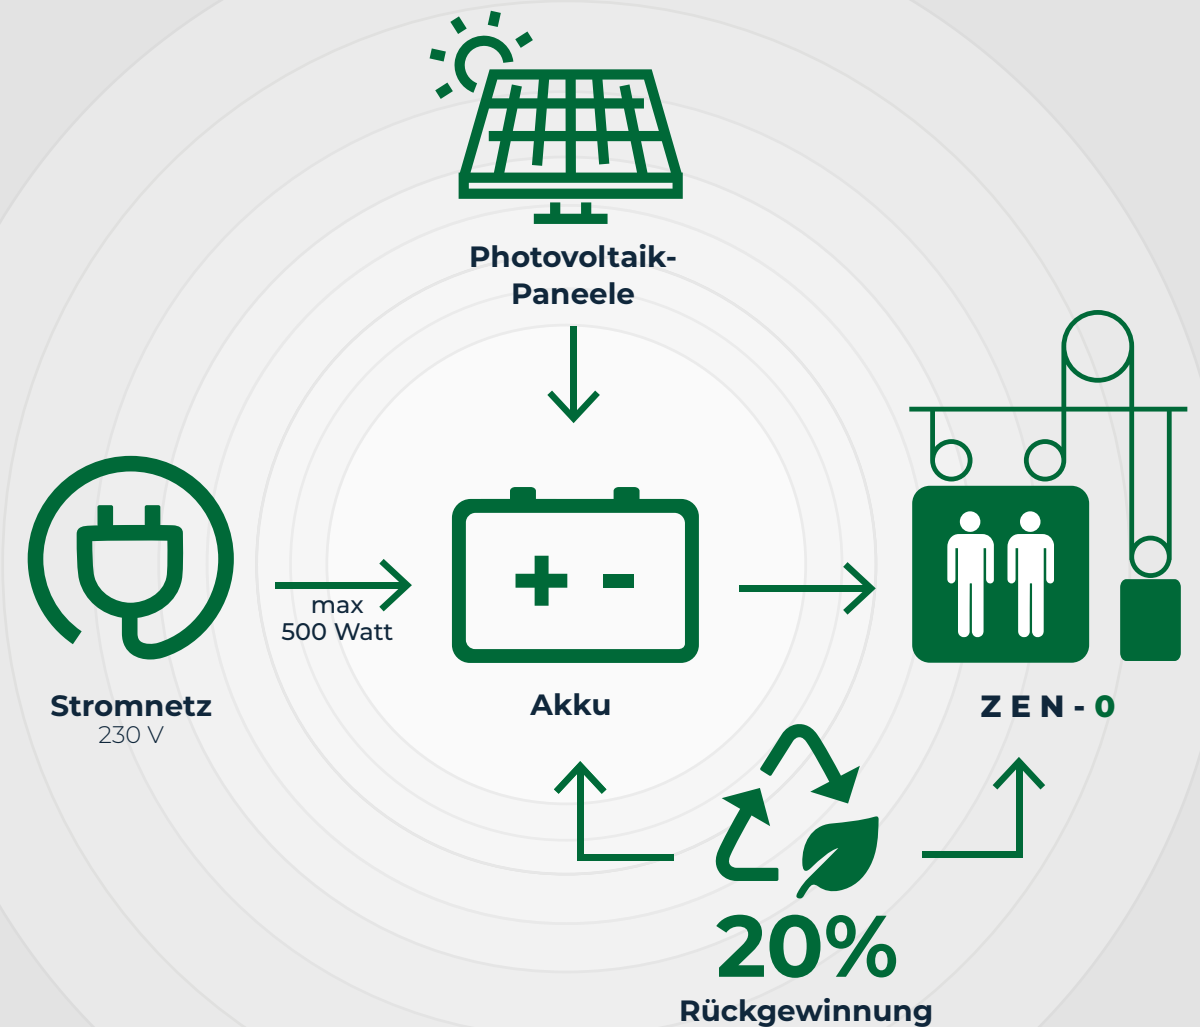 Photovoltaik-
Paneele
max
500 Watt
Stromnetz
230 V
Akku
ZEN-0
20%
Rückgewinnung